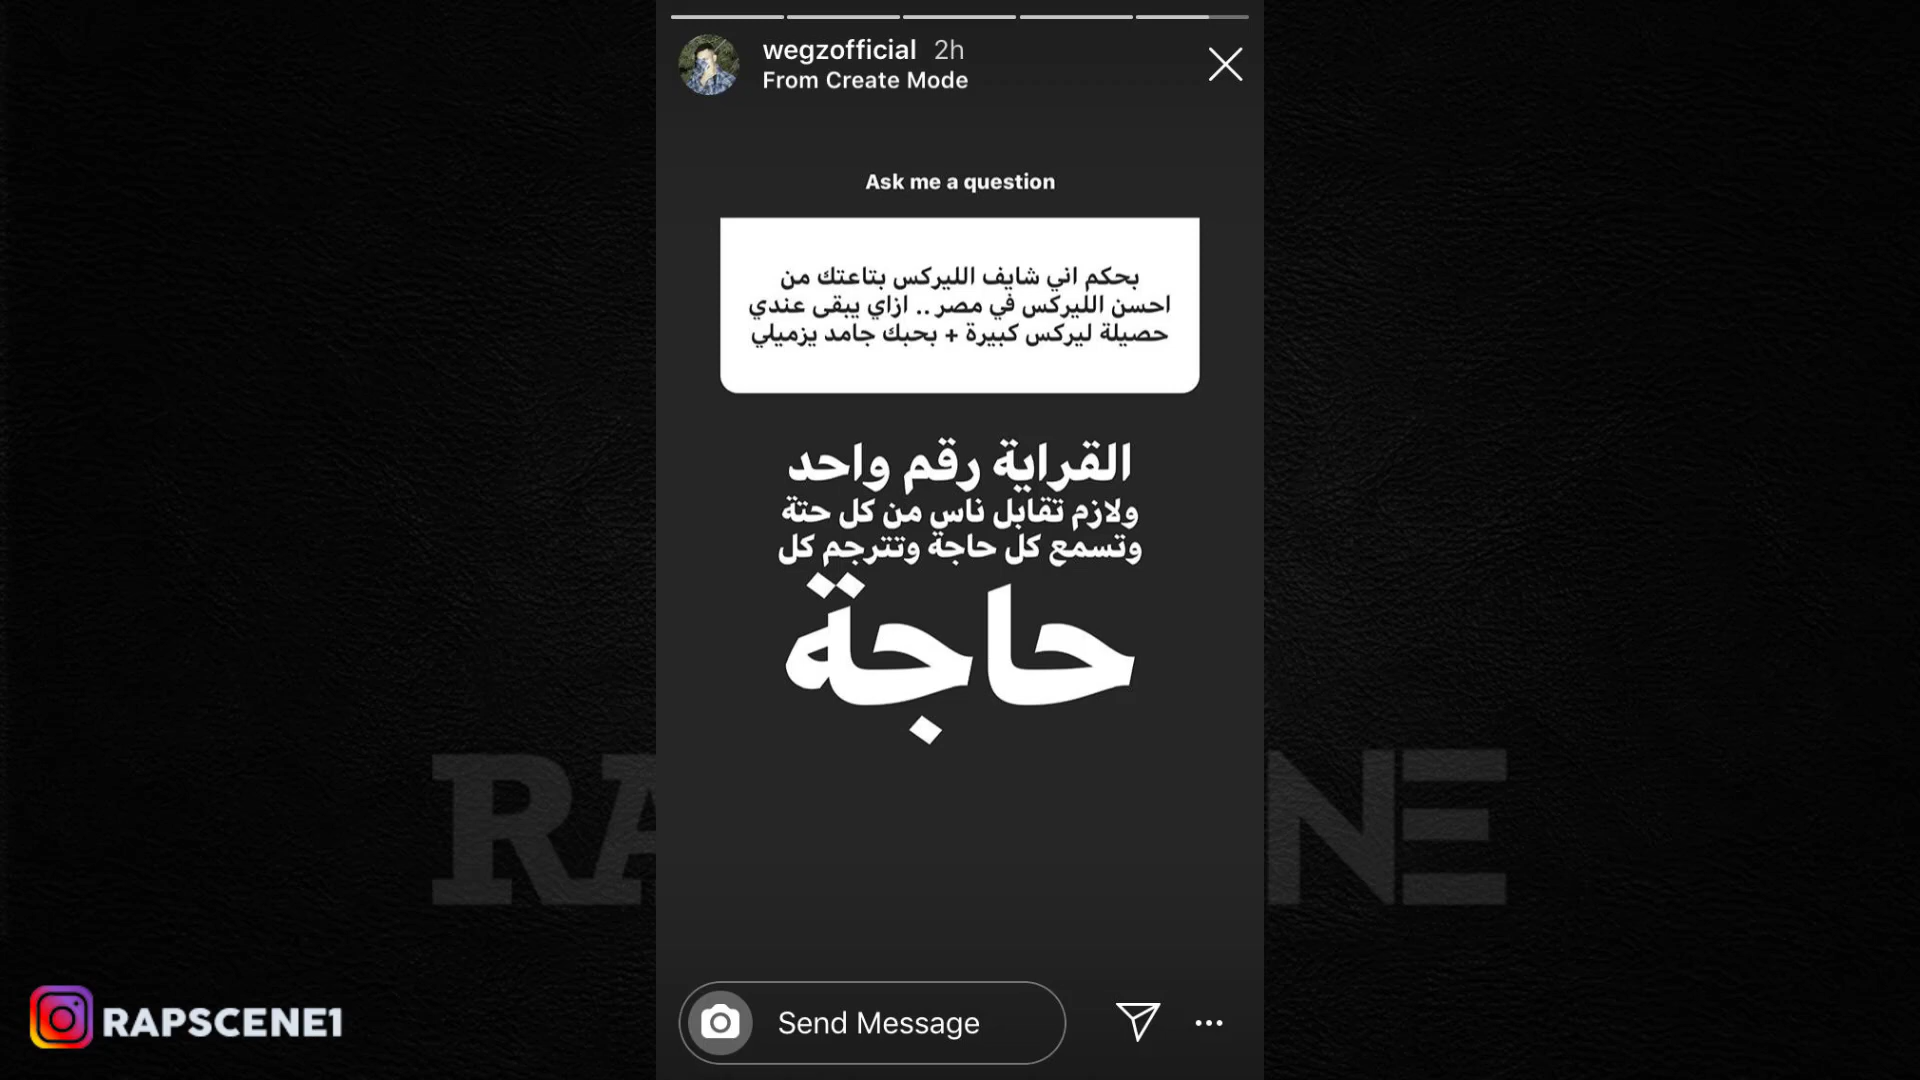 wegzofficial 2h
From Create Mode
Ask me a question
بحكم اني شايف الليركس بتاعتك من
احسن الليركس في مصر .. ازاي يبقى عندي
حصيلة ليركس كبيرة + بحبك جامد يزميلي
القراية رقم واحد
ولازم تقابل ناس من كل حتة
وتسمع كل حاجة وتترجم كل
حاجة
RA NE
Send Message
RAPSCENE1